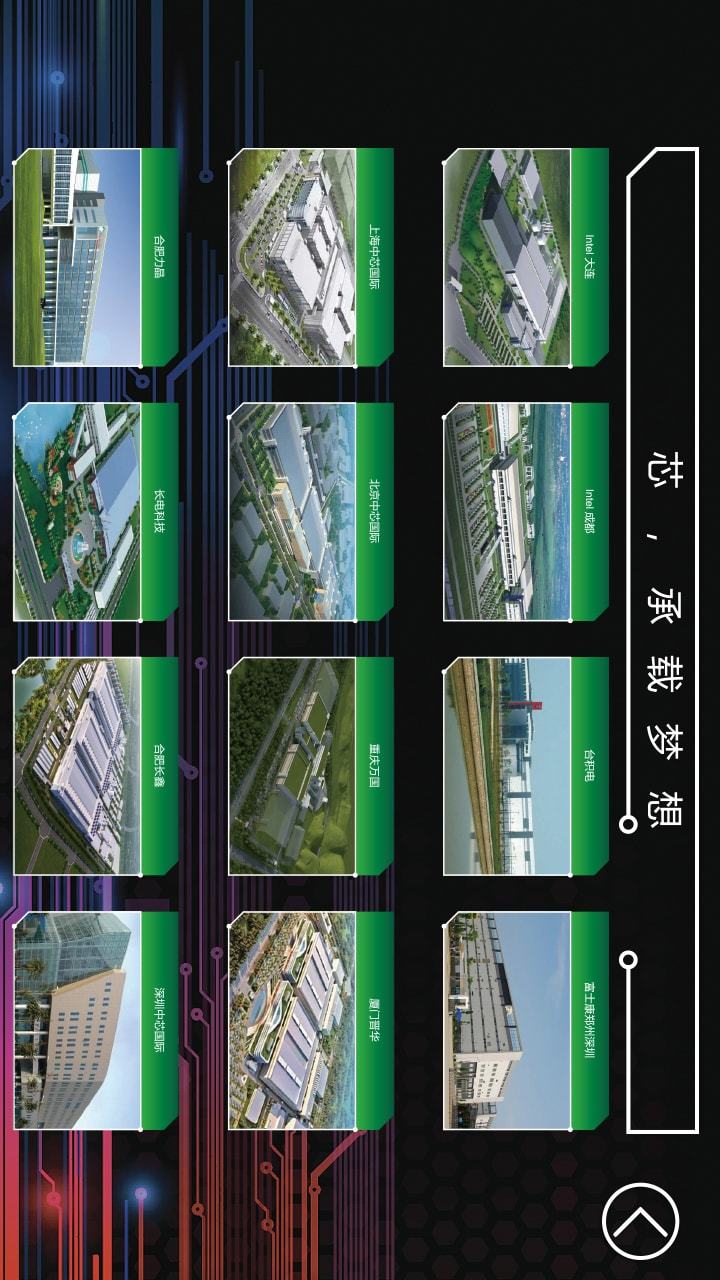 芯，承载梦想
Intel 大连
Intel 成都
台积电
富士康郑州深圳
上海中芯国际
北京中芯国际
重庆万国
厦门晋华
合肥力晶
长电科技
合肥长鑫
深圳中芯国际